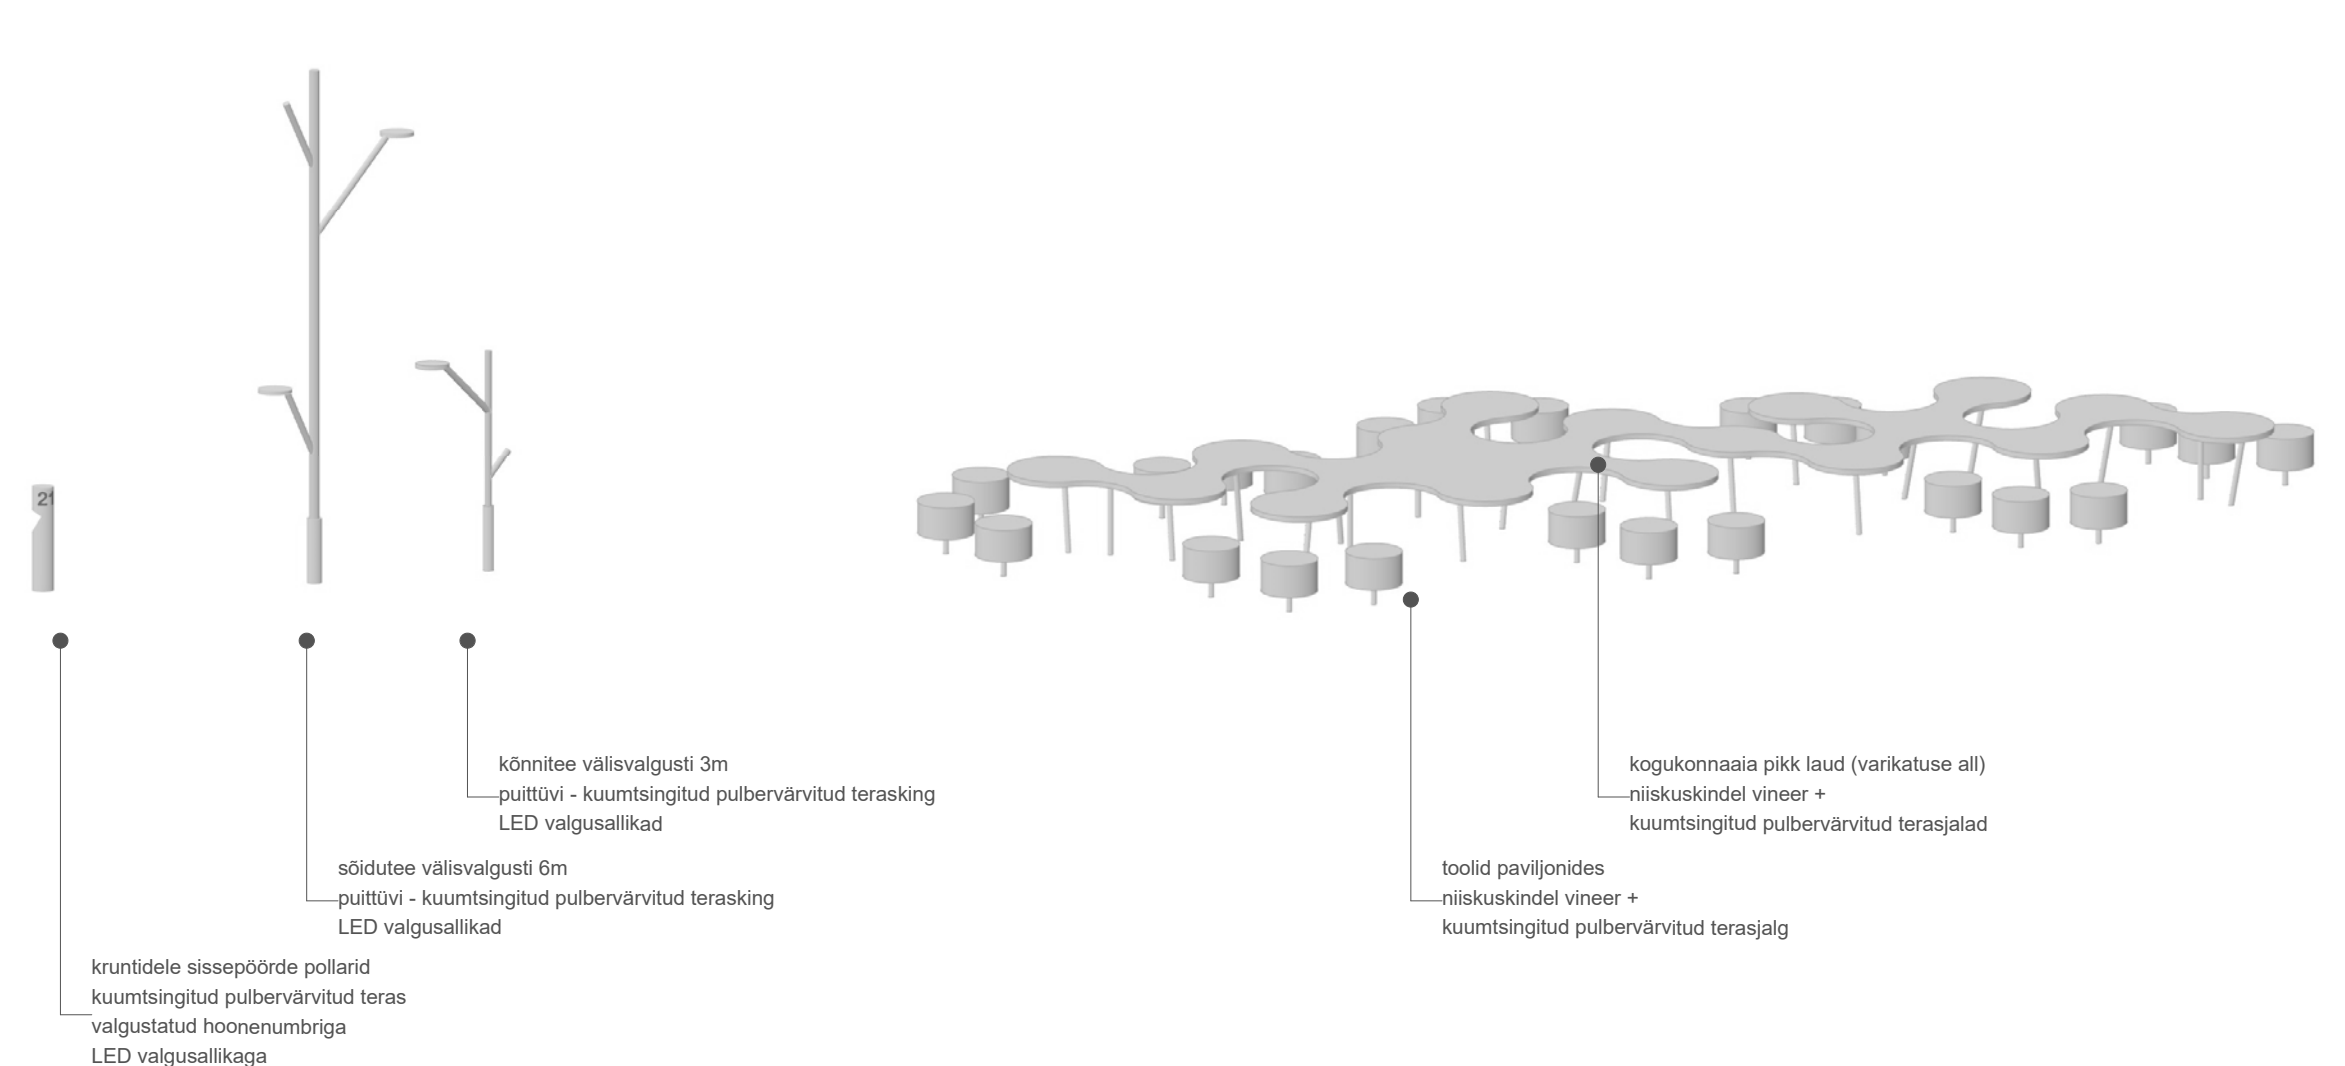 21
kõnnitee välisvalgusti 3m
puittüvi - kuumtsingitud pulbervärvitud terasking
LED valgusallikad
sõidutee välisvalgusti 6m
puittüvi - kuumtsingitud pulbervärvitud terasking
LED valgusallikad
kruntidele sissepöörde pollarid
kuumtsingitud pulbervärvitud teras
valgustatud hoonenumbriga
LED valgusallikaga
kogukonnaaia pikk laud (varikatuse all)
niiskuskindel vineer +
kuumtsingitud pulbervärvitud terasjalad
toolid paviljonides
niiskuskindel vineer +
kuumtsingitud pulbervärvitud terasjalg